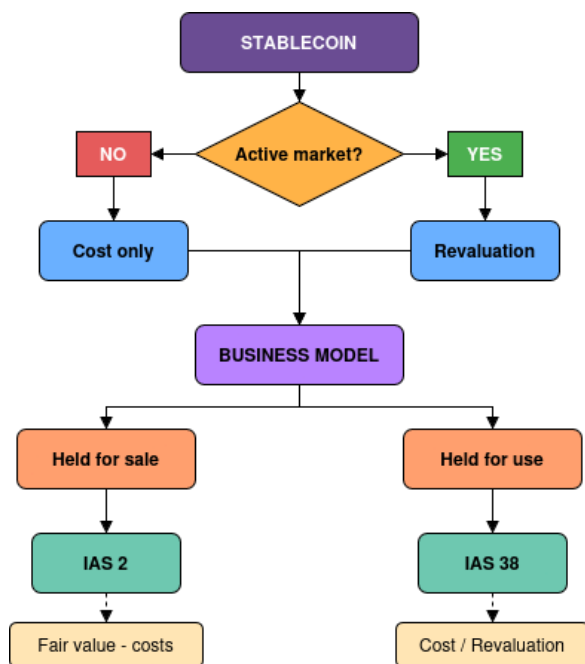 STABLECOIN
Active market?
NO
YES
Cost only
Revaluation
BUSINESS MODEL
Held for sale
Held for use
IAS 2
IAS 38
Fair value - costs
Cost / Revaluation